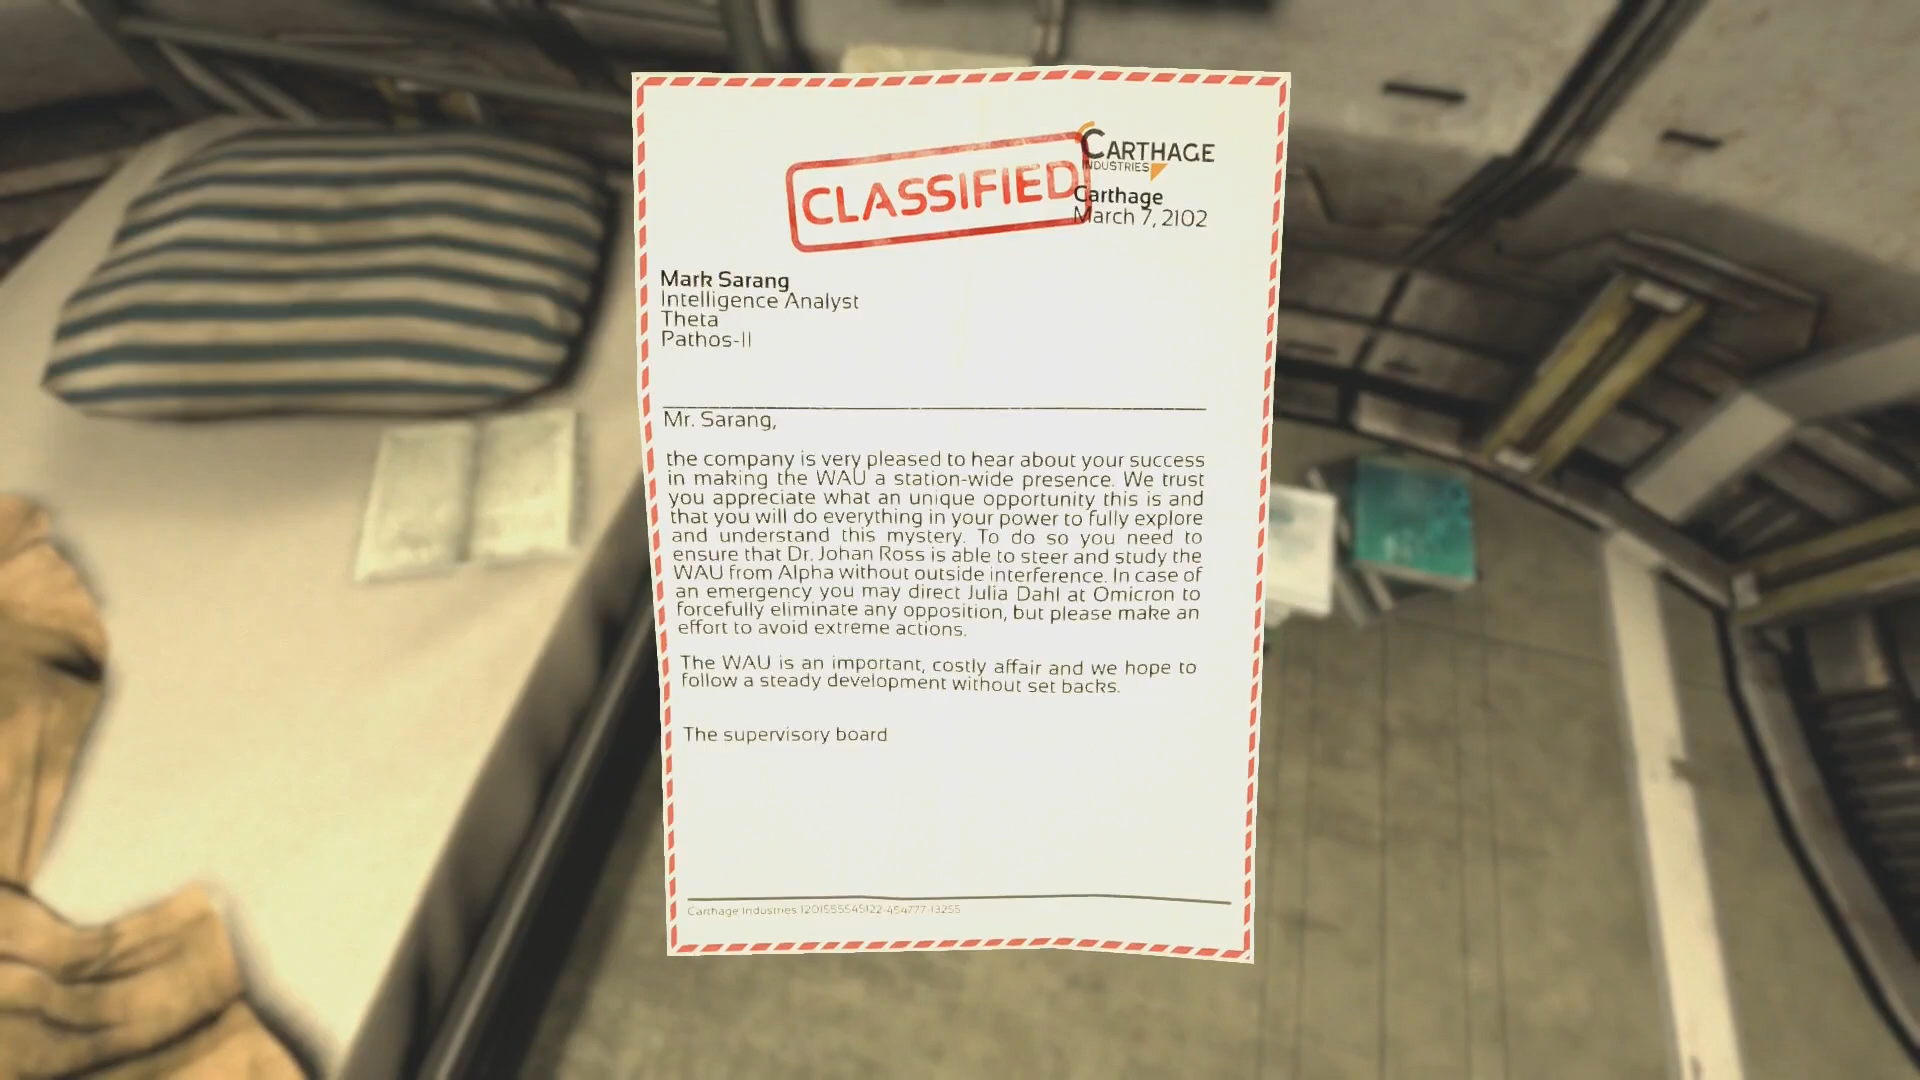 CLASSIFIED
CARTHAGE
INDUSTRIES
Carthage
March 7, 2102
Mark Sarang
Intelligence Analyst
Theta
Pathos-II
Mr. Sarang,
the company is very pleased to hear about your success
in making the WAU a station-wide presence. We trust
you appreciate what an unique opportunity this is and
that you will do everything in your power to fully explore
and understand this mystery. To do so you need to
ensure that Dr. Johan Ross is able to steer and study the
WAU from Alpha without outside interference. In case of
an emergency you may direct Julia Dahl at Omicron to
forcefully eliminate any opposition, but please make an
effort to avoid extreme actions.
The WAU is an important, costly affair and we hope to
follow a steady development without set backs.
The supervisory board
Carthage Industries